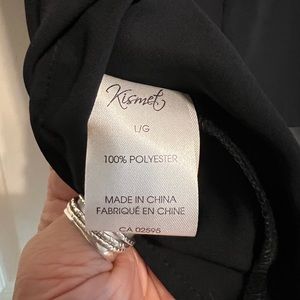 Kismet
L/G
100% POLYESTER
MADE IN CHINA
FABRIQUÉ EN CHINE
CA 02595